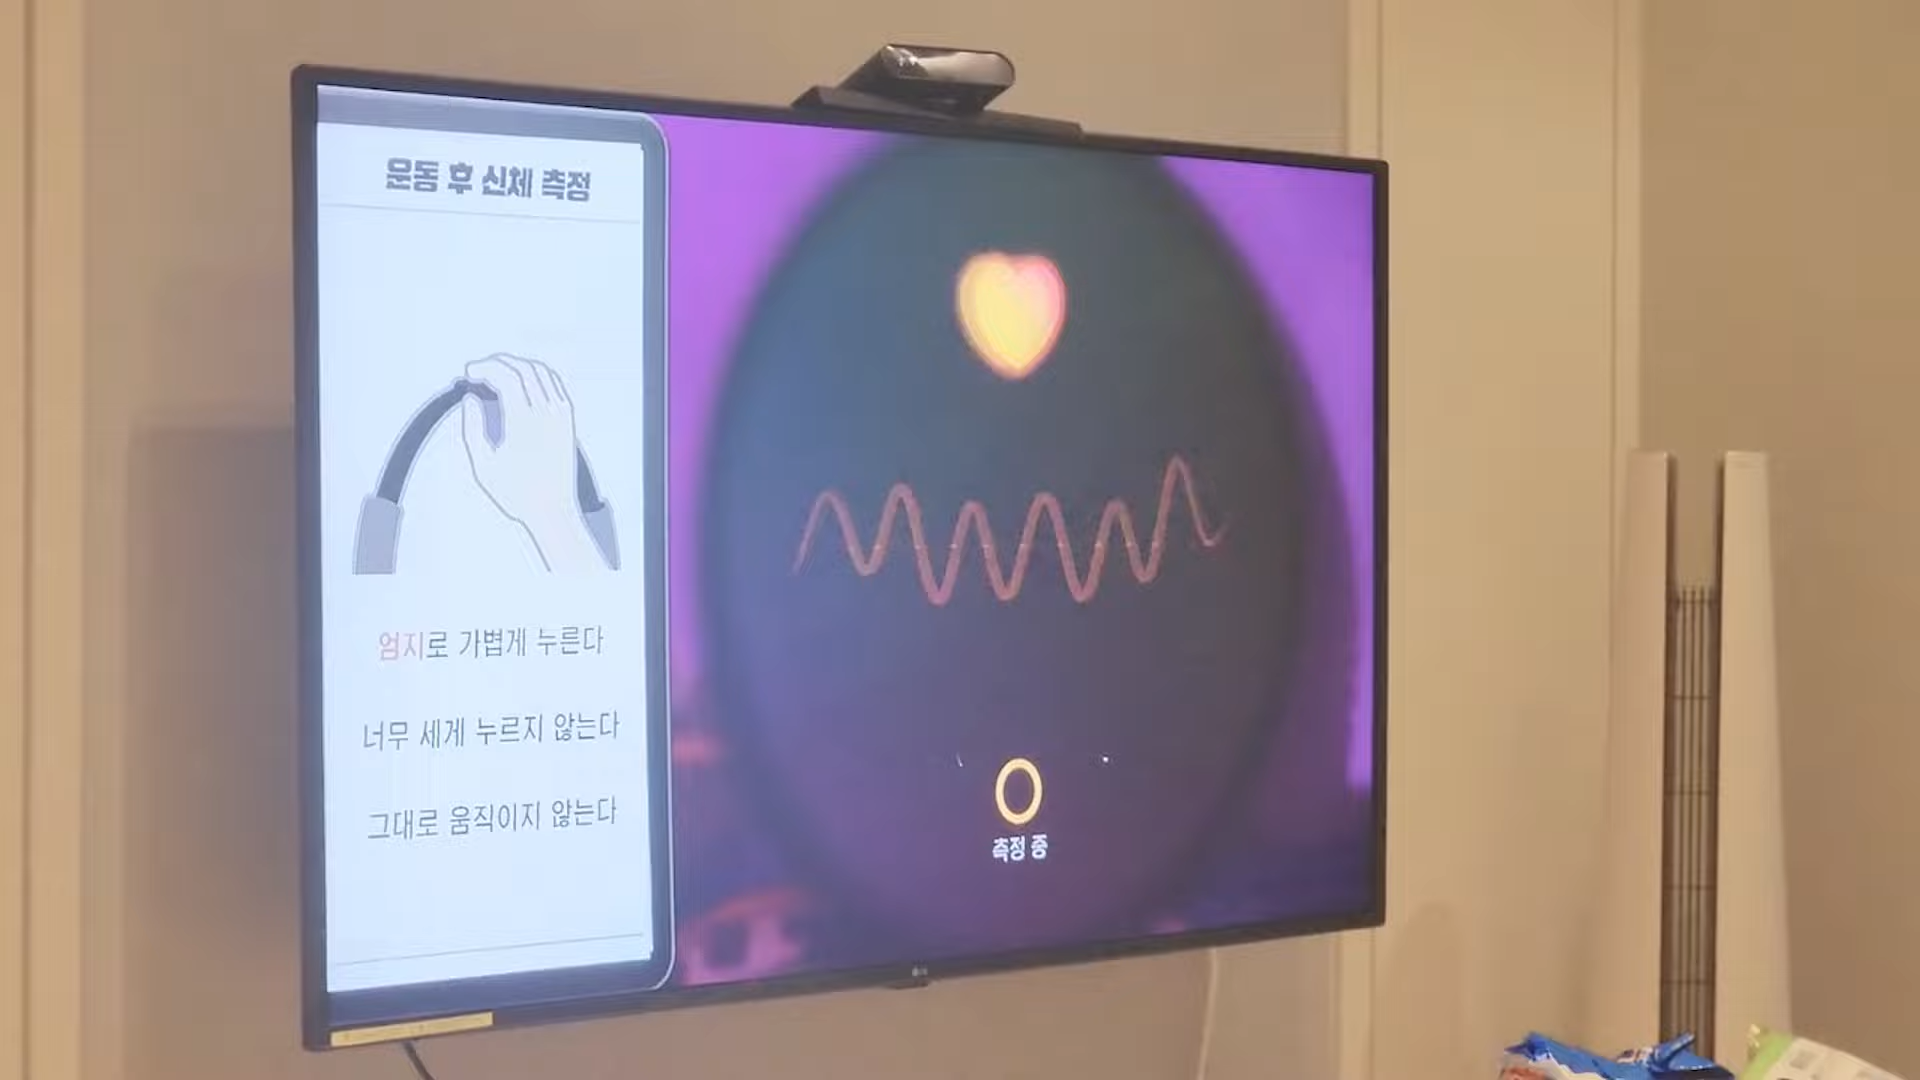 운동 후 신체 측정
엄지로 가볍게 누른다
너무 세게 누르지 않는다
그대로 움직이지 않는다
측정 중
LG